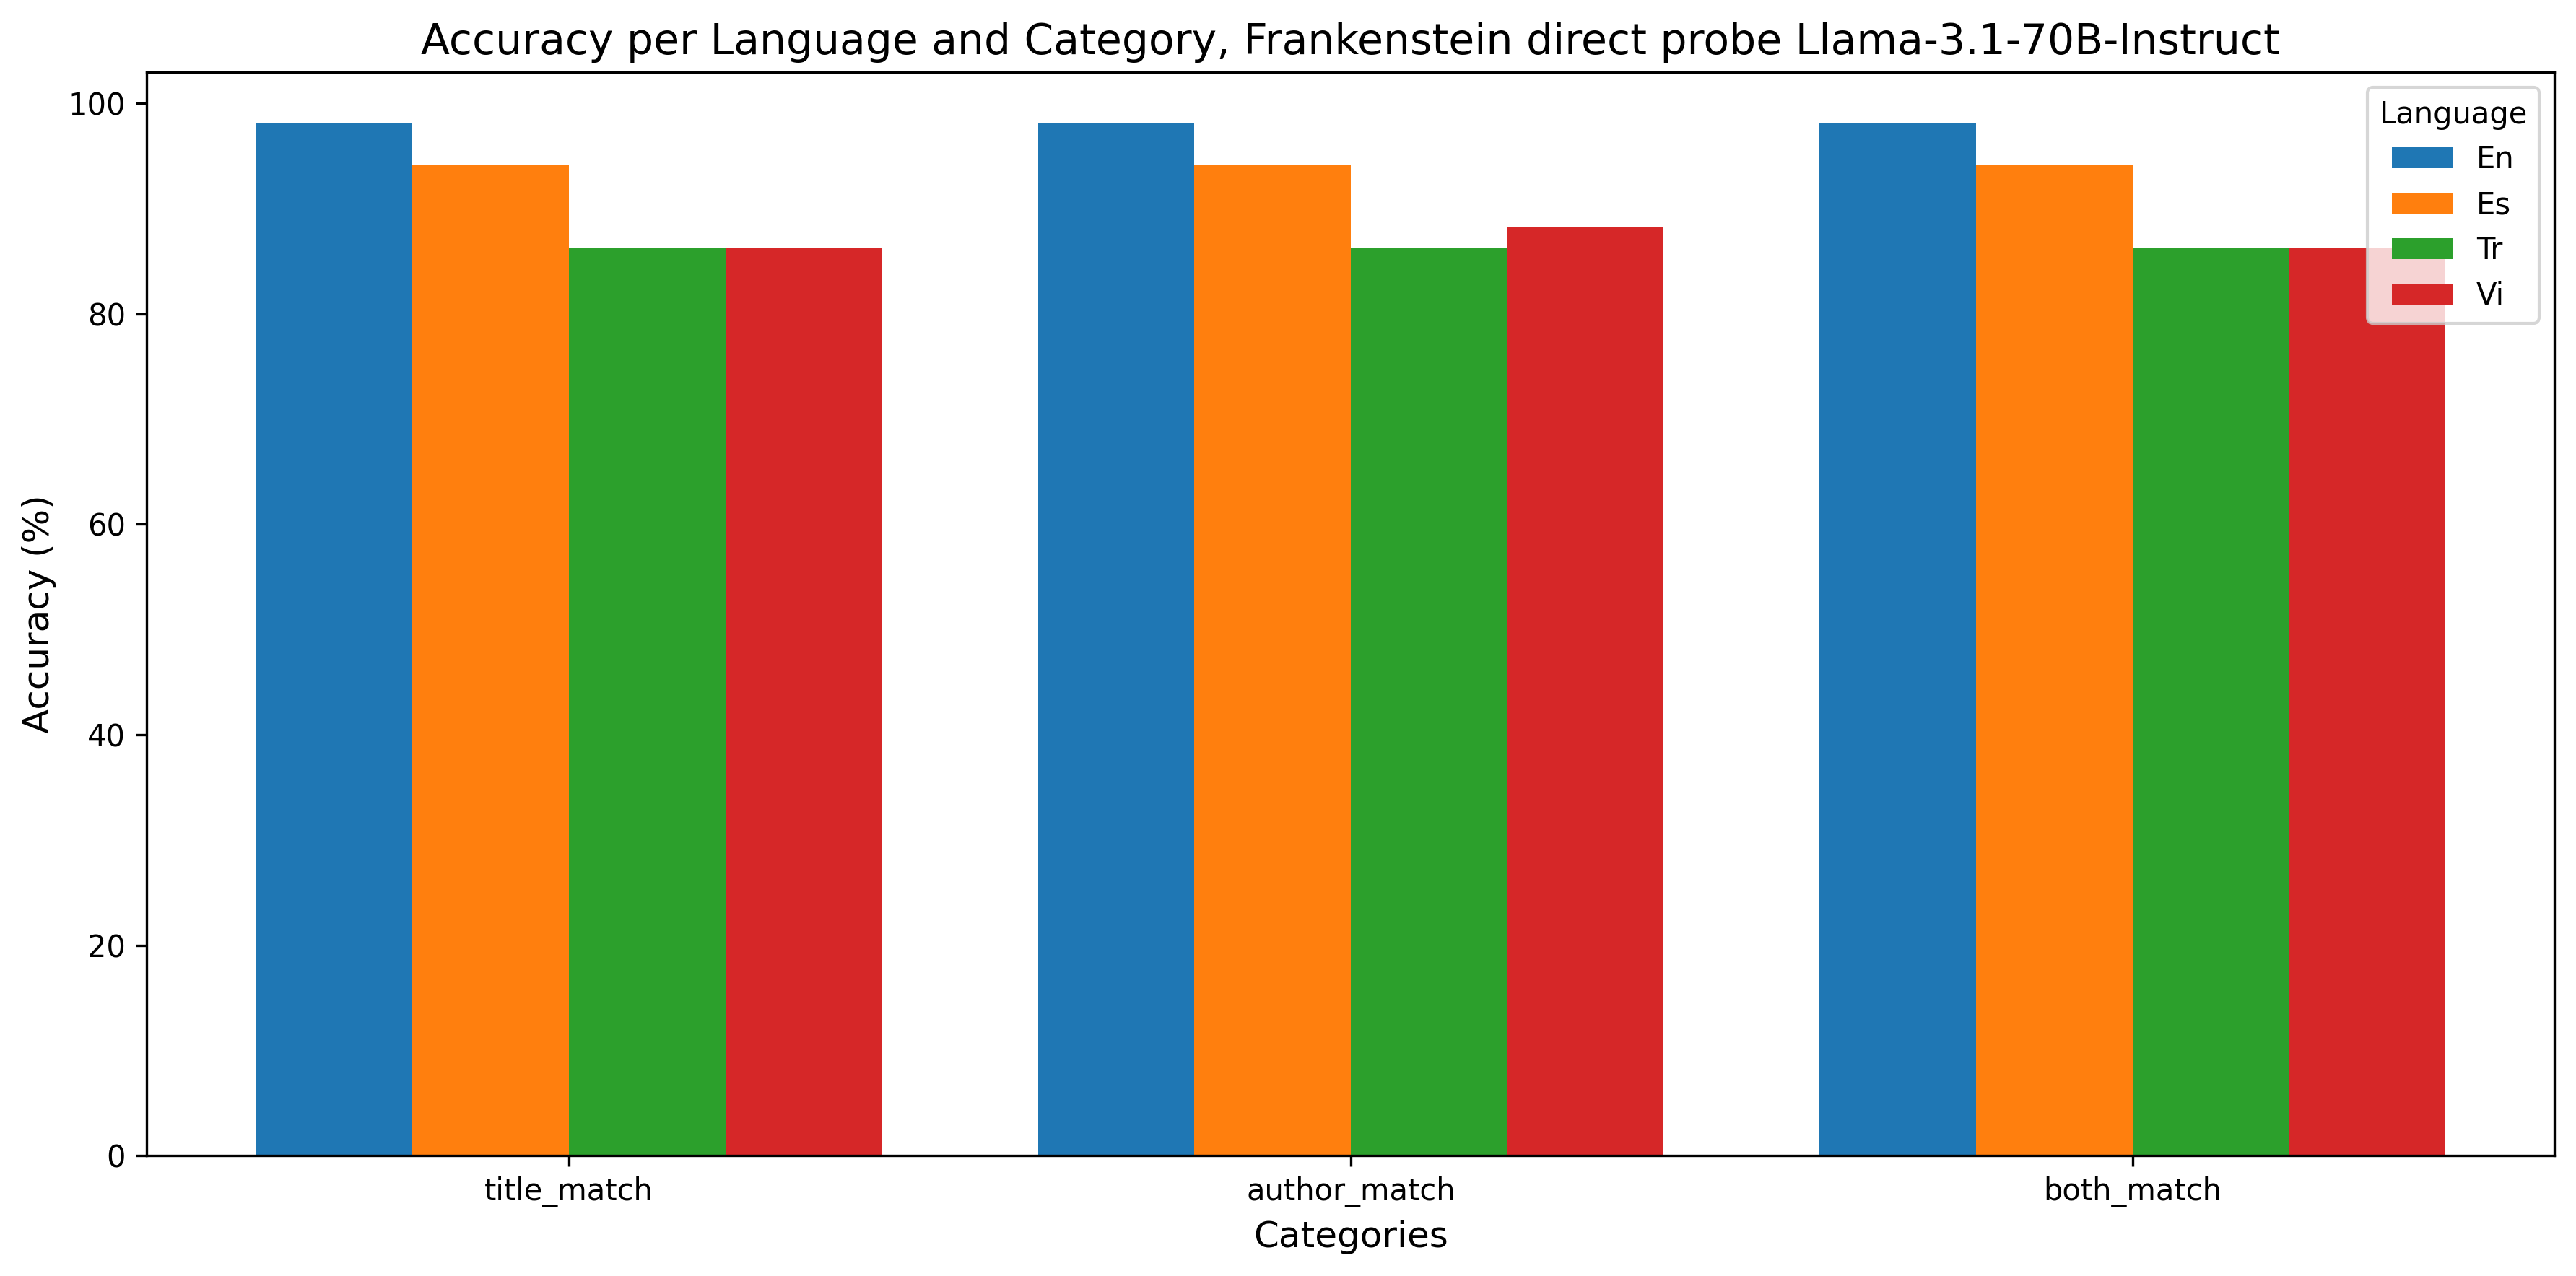 Accuracy per Language and Category, Frankenstein direct probe Llama-3.1-70B-Instruct
Language
En
Es
Tr
Vi
Accuracy (%)
100
80
60
40
20
0
title_match
author_match
both_match
Categories